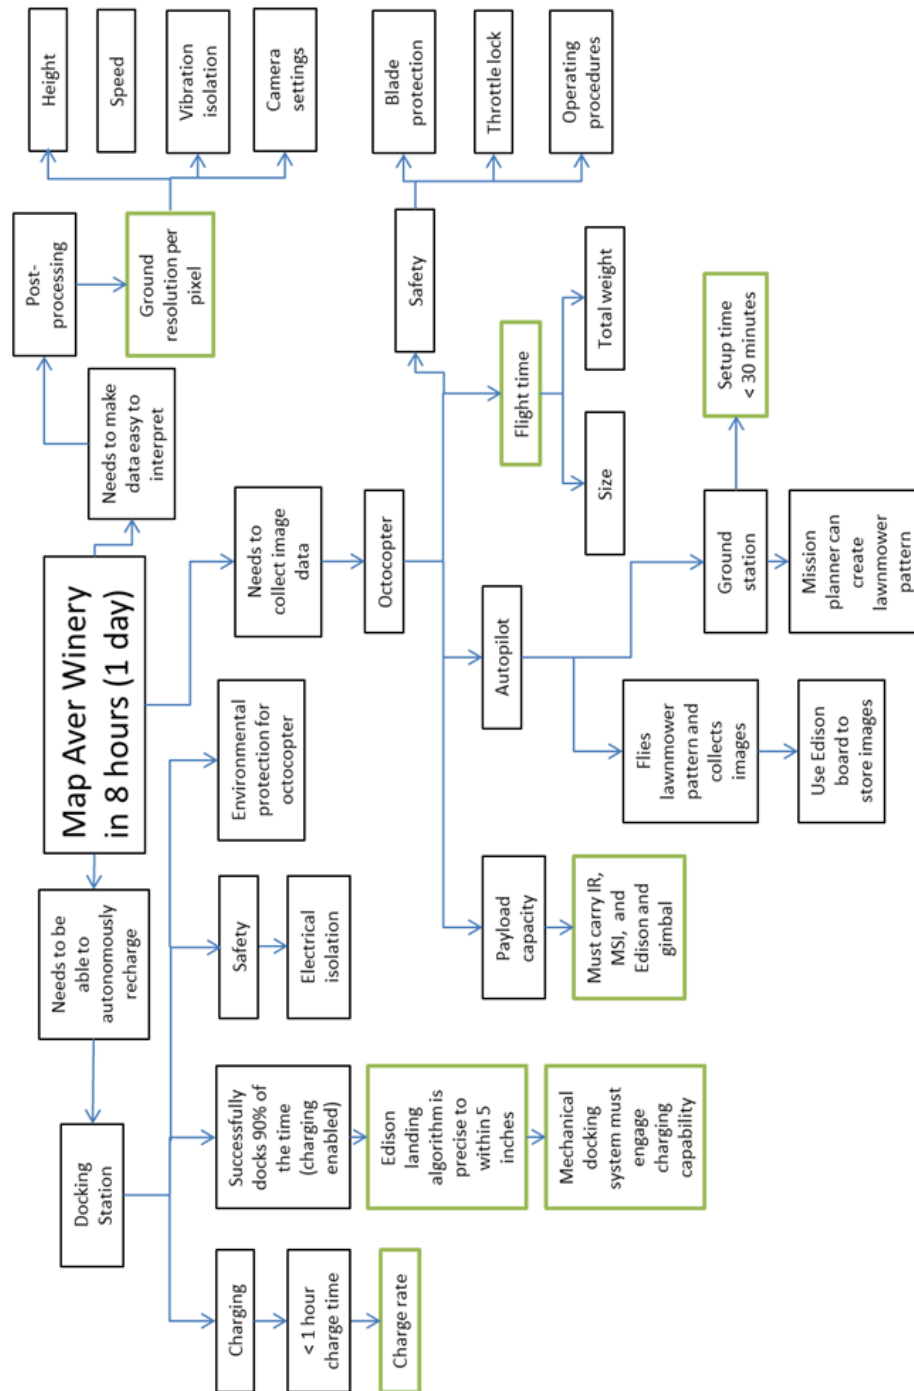 Map Aver Winery
in 8 hours (1 day)
Needs to be
able to
autonomously
recharge
Docking
Station
Charging
< 1 hour
charge time
Charge rate
Successfully
docks 90% of
the time
(charging
enabled)
Edison
landing
algorithm is
precise to
within 5
inches
Mechanical
docking
system must
engage
charging
capability
Safety
Electrical
isolation
Environmental
protection for
octocopter
Needs to
collect image
data
Octocopter
Payload
capacity
Must carry IR,
MSI, and
Edison and
gimbal
Autopilot
Flies
lawnmower
pattern and
collects
images
Use Edison
board to
store images
Ground
station
Mission
planner can
create
lawnmower
pattern
Setup time
< 30 minutes
Flight time
Size
Total weight
Safety
Blade
protection
Throttle lock
Operating
procedures
Needs to make
data easy to
interpret
Post-
processing
Ground
resolution per
pixel
Height
Speed
Vibration
isolation
Camera
settings